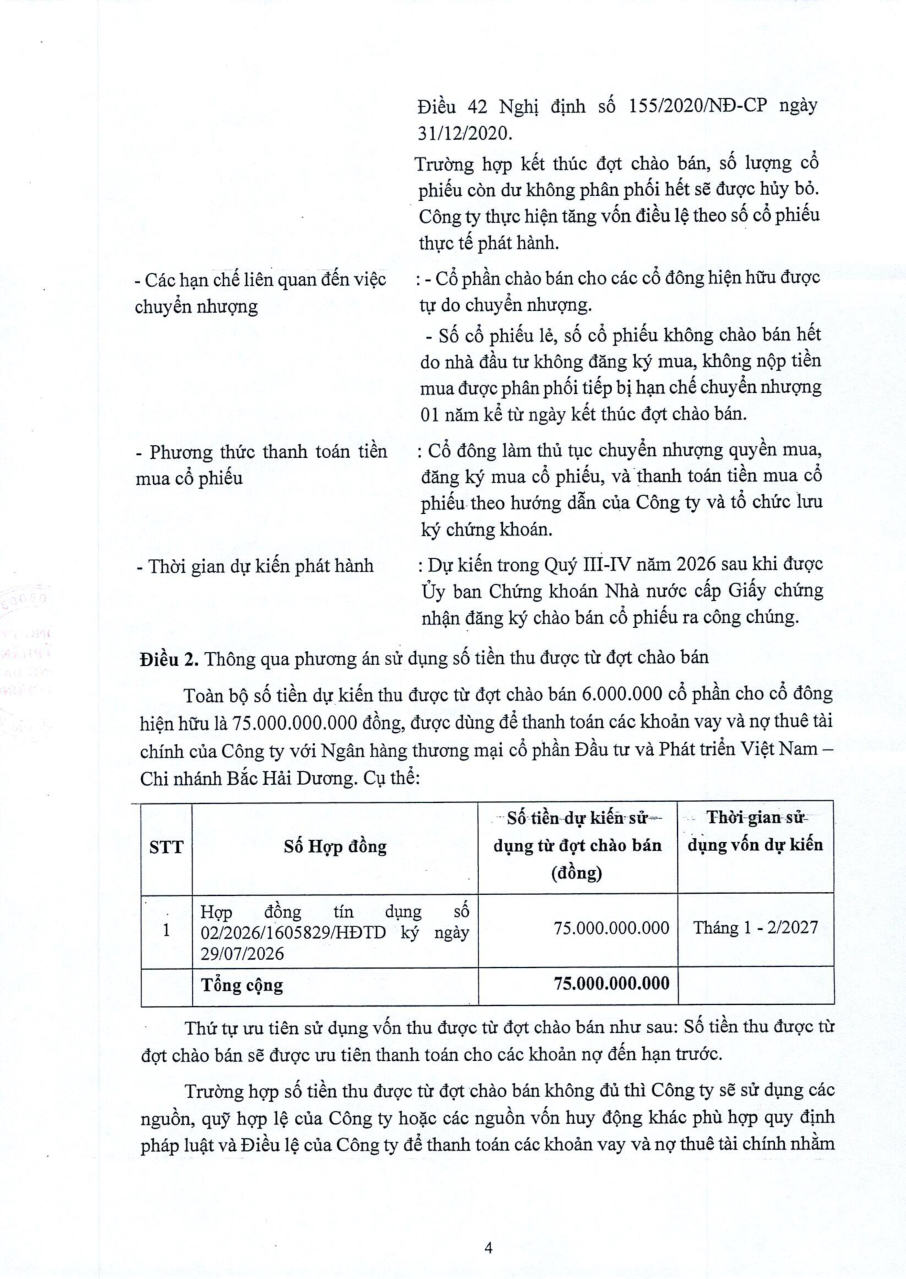 Điều 42 Nghị định số 155/2020/NĐ-CP ngày
31/12/2020.
Trường hợp kết thúc đợt chào bán, số lượng cổ
phiếu còn dư không phân phối hết sẽ được hủy bỏ.
Công ty thực hiện tăng vốn điều lệ theo số cổ phiếu
thực tế phát hành.
- Các hạn chế liên quan đến việc
chuyển nhượng
: - Cổ phần chào bán cho các cổ đông hiện hữu được
tự do chuyển nhượng.
- Số cổ phiếu lẻ, số cổ phiếu không chào bán hết
do nhà đầu tư không đăng ký mua, không nộp tiền
mua được phân phối tiếp bị hạn chế chuyển nhượng
01 năm kể từ ngày kết thúc đợt chào bán.
- Phương thức thanh toán tiền
mua cổ phiếu
: Cổ đông làm thủ tục chuyển nhượng quyền mua,
đăng ký mua cổ phiếu, và thanh toán tiền mua cổ
phiếu theo hướng dẫn của Công ty và tổ chức lưu
ký chứng khoán.
- Thời gian dự kiến phát hành
: Dự kiến trong Quý III-IV năm 2026 sau khi được
Ủy ban Chứng khoán Nhà nước cấp Giấy chứng
nhận đăng ký chào bán cổ phiếu ra công chúng.
Điều 2. Thông qua phương án sử dụng số tiền thu được từ đợt chào bán
Toàn bộ số tiền dự kiến thu được từ đợt chào bán 6.000.000 cổ phần cho cổ đông
hiện hữu là 75.000.000.000 đồng, được dùng để thanh toán các khoản vay và nợ thuê tài
chính của Công ty với Ngân hàng thương mại cổ phần Đầu tư và Phát triển Việt Nam –
Chi nhánh Bắc Hải Dương. Cụ thể:
STT
Số Hợp đồng
Số tiền dự kiến sử
dụng từ đợt chào bán
(đồng)
Thời gian sử
dụng vốn dự kiến
1
Hợp đồng tín dụng số
02/2026/1605829/HĐTD ký ngày
29/07/2026
75.000.000.000
Tháng 1 - 2/2027
Tổng cộng
75.000.000.000
Thứ tự ưu tiên sử dụng vốn thu được từ đợt chào bán như sau: Số tiền thu được từ
đợt chào bán sẽ được ưu tiên thanh toán cho các khoản nợ đến hạn trước.
Trường hợp số tiền thu được từ đợt chào bán không đủ thì Công ty sẽ sử dụng các
nguồn, quỹ hợp lệ của Công ty hoặc các nguồn vốn huy động khác phù hợp quy định
pháp luật và Điều lệ của Công ty để thanh toán các khoản vay và nợ thuê tài chính nhằm
4